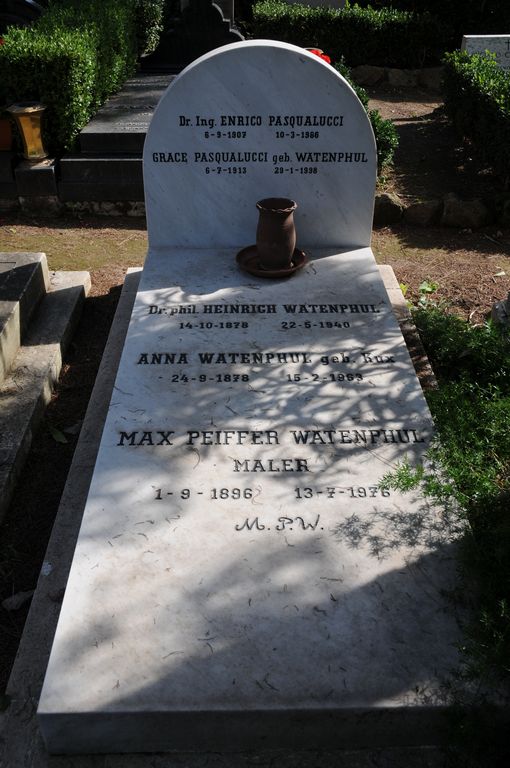 Dr. Ing. ENRICO PASQUALUCCI
6-9-1907 10-3-1986
GRACE PASQUALUCCI geb. WATENPHUL
6-7-1913 29-1-1998
Dr. phil. HEINRICH WATENPHUL
14-10-1878 22-5-1940
ANNA WATENPHUL geb. Kux
24-9-1878 15-2-1963
MAX PEIFFER WATENPHUL
MALER
1-9-1896 13-7-1976
M.P.W.